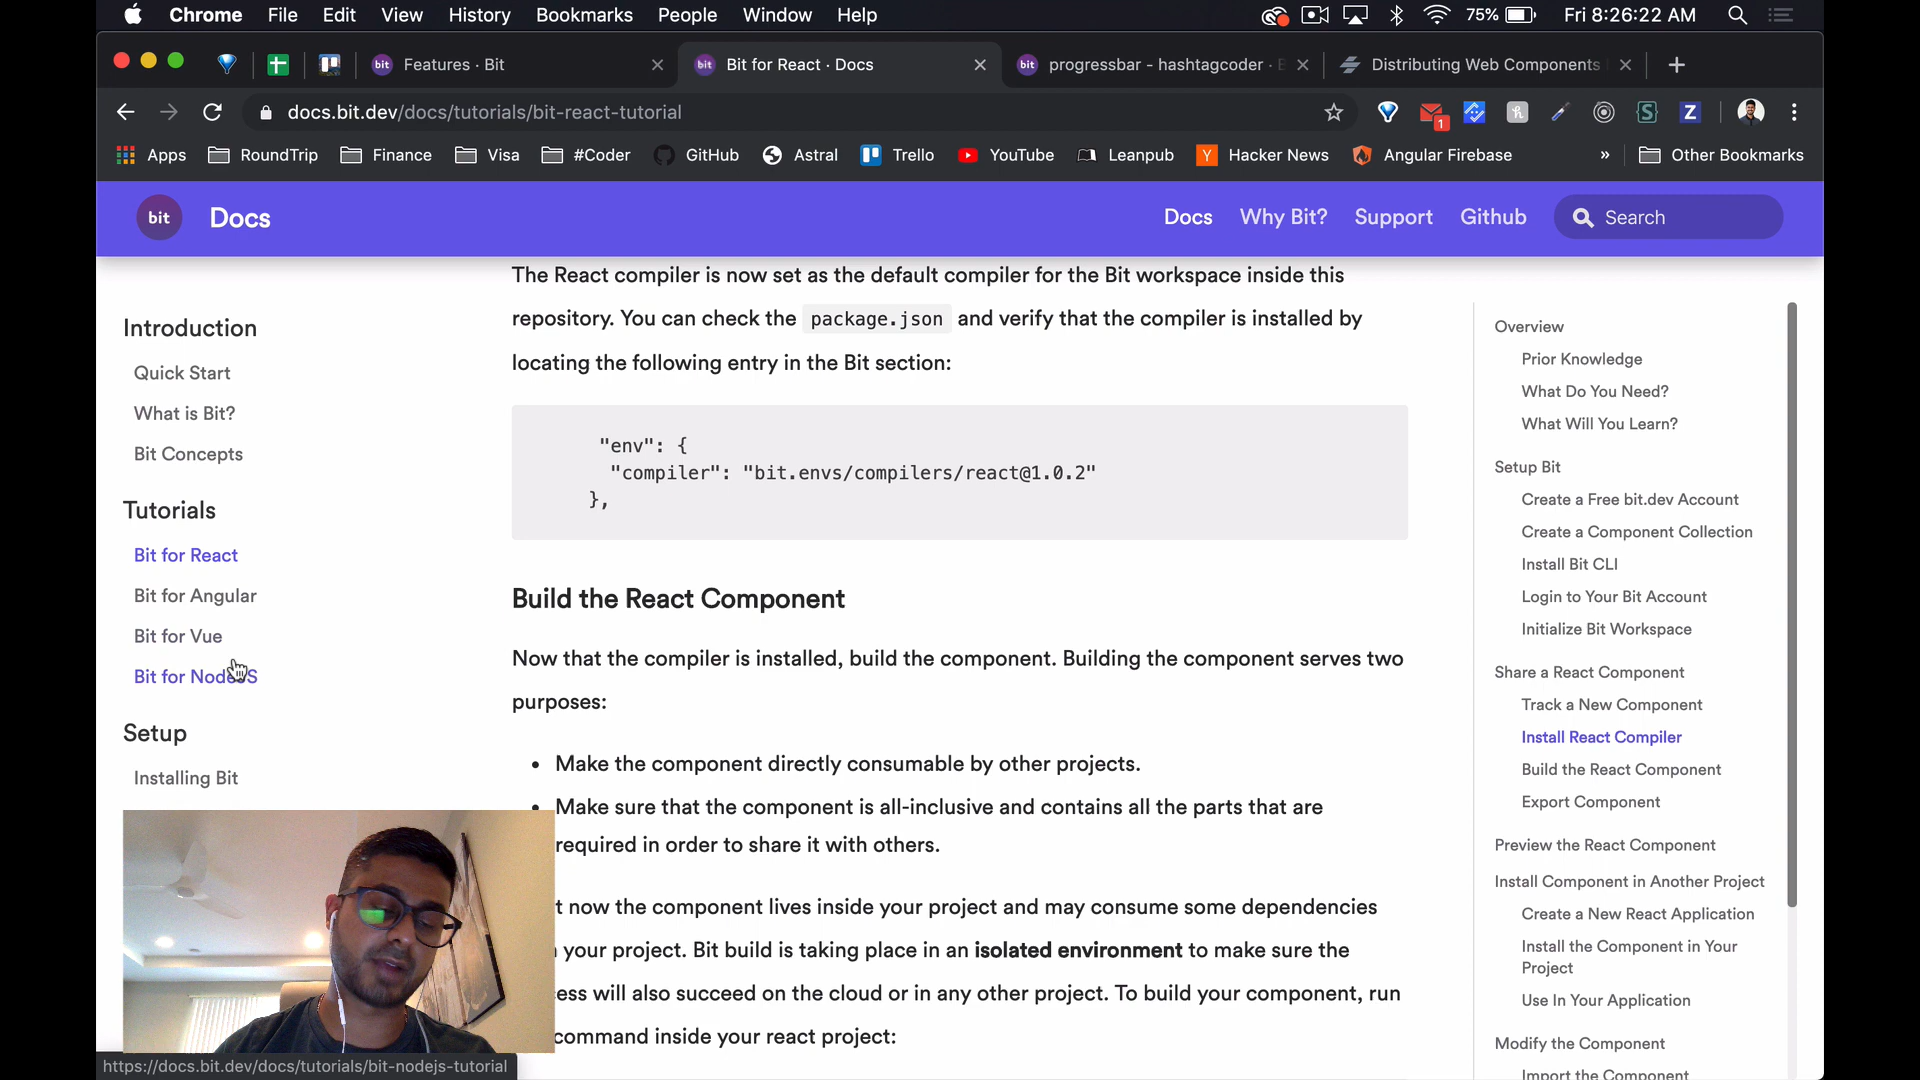 Chrome File Edit View History Bookmarks People Window Help
75% Fri 8:26:22 AM
bit Features · Bit
bit Bit for React · Docs
bit progressbar - hashtagcoder ·
Distributing Web Components
docs.bit.dev/docs/tutorials/bit-react-tutorial
1
Apps RoundTrip Finance Visa #Coder GitHub Astral Trello YouTube Leanpub Hacker News Angular Firebase » Other Bookmarks
bit Docs
Docs Why Bit? Support Github Search
Introduction
Quick Start
What is Bit?
Bit Concepts
Tutorials
Bit for React
Bit for Angular
Bit for Vue
Bit for NodeJS
Setup
Installing Bit
The React compiler is now set as the default compiler for the Bit workspace inside this
repository. You can check the package.json and verify that the compiler is installed by
locating the following entry in the Bit section:
"env": {
"compiler": "bit.envs/compilers/react@1.0.2"
},
Build the React Component
Now that the compiler is installed, build the component. Building the component serves two
purposes:
• Make the component directly consumable by other projects.
• Make sure that the component is all-inclusive and contains all the parts that are
required in order to share it with others.
now the component lives inside your project and may consume some dependencies
your project. Bit build is taking place in an isolated environment to make sure the
will also succeed on the cloud or in any other project. To build your component, run
command inside your react project:
Overview
Prior Knowledge
What Do You Need?
What Will You Learn?
Setup Bit
Create a Free bit.dev Account
Create a Component Collection
Install Bit CLI
Login to Your Bit Account
Initialize Bit Workspace
Share a React Component
Track a New Component
Install React Compiler
Build the React Component
Export Component
Preview the React Component
Install Component in Another Project
Create a New React Application
Install the Component in Your
Project
Use In Your Application
Modify the Component
Import the Component
https://docs.bit.dev/docs/tutorials/bit-nodejs-tutorial